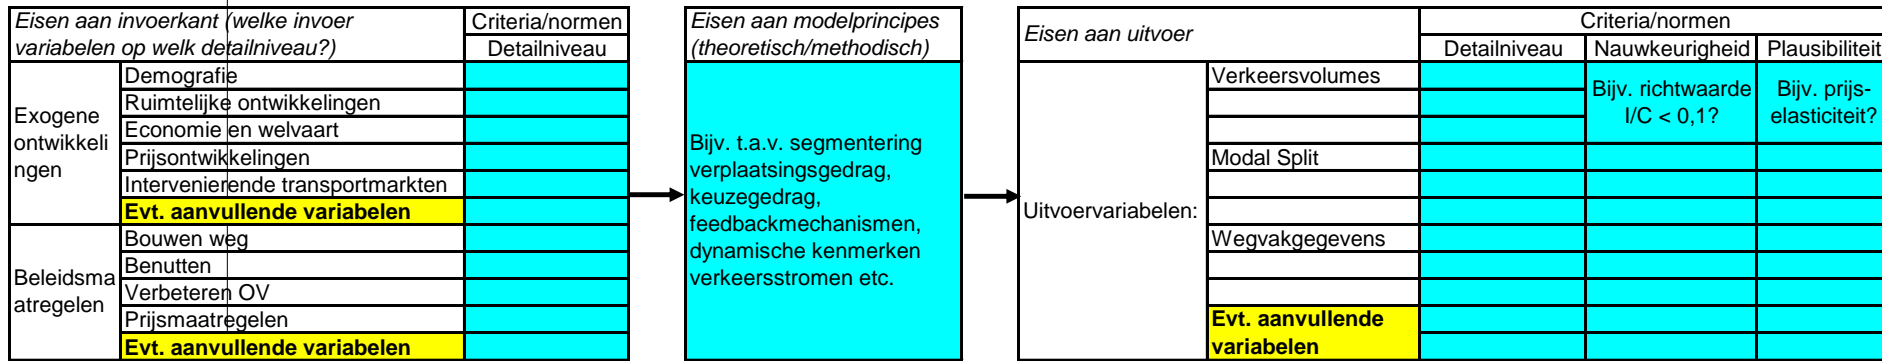 Eisen aan invoerkant (welke invoer
variabelen op welk detailniveau?)
Criteria/normen
Detailniveau
Exogene
ontwikkeli
ngen
Demografie
Ruimtelijke ontwikkelingen
Economie en welvaart
Prijsontwikkelingen
Intervenierende transportmarkten
Evt. aanvullende variabelen
Beleidsma
atregelen
Bouwen weg
Benutten
Verbeteren OV
Prijsmaatregelen
Evt. aanvullende variabelen
Eisen aan modelprincipes
(theoretisch/methodisch)
Bijv. t.a.v. segmentering
verplaatsingsgedrag,
keuzegedrag,
feedbackmechanismen,
dynamische kenmerken
verkeersstromen etc.
Eisen aan uitvoer
Criteria/normen
Detailniveau
Nauwkeurigheid
Plausibiliteit
Uitvoervariabelen:
Verkeersvolumes
Bijv. richtwaarde
I/C < 0,1?
Bijv. prijs-
elasticiteit?
Modal Split
Wegvakgegevens
Evt. aanvullende
variabelen